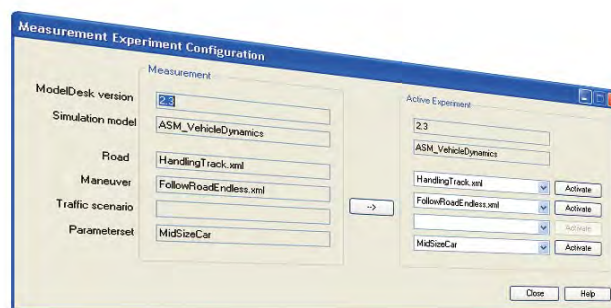 Measurement Experiment Configuration
Measurement
Active Experiment
ModelDesk version 2.3 2.3
Simulation model ASM_VehicleDynamics ASM_VehicleDynamics
Road HandlingTrack.xml HandlingTrack.xml Activate
Maneuver FollowRoadEndless.xml --> FollowRoadEndless.xml Activate
Traffic scenario Activate
Parameterset MidSizeCar MidSizeCar Activate
Close Help